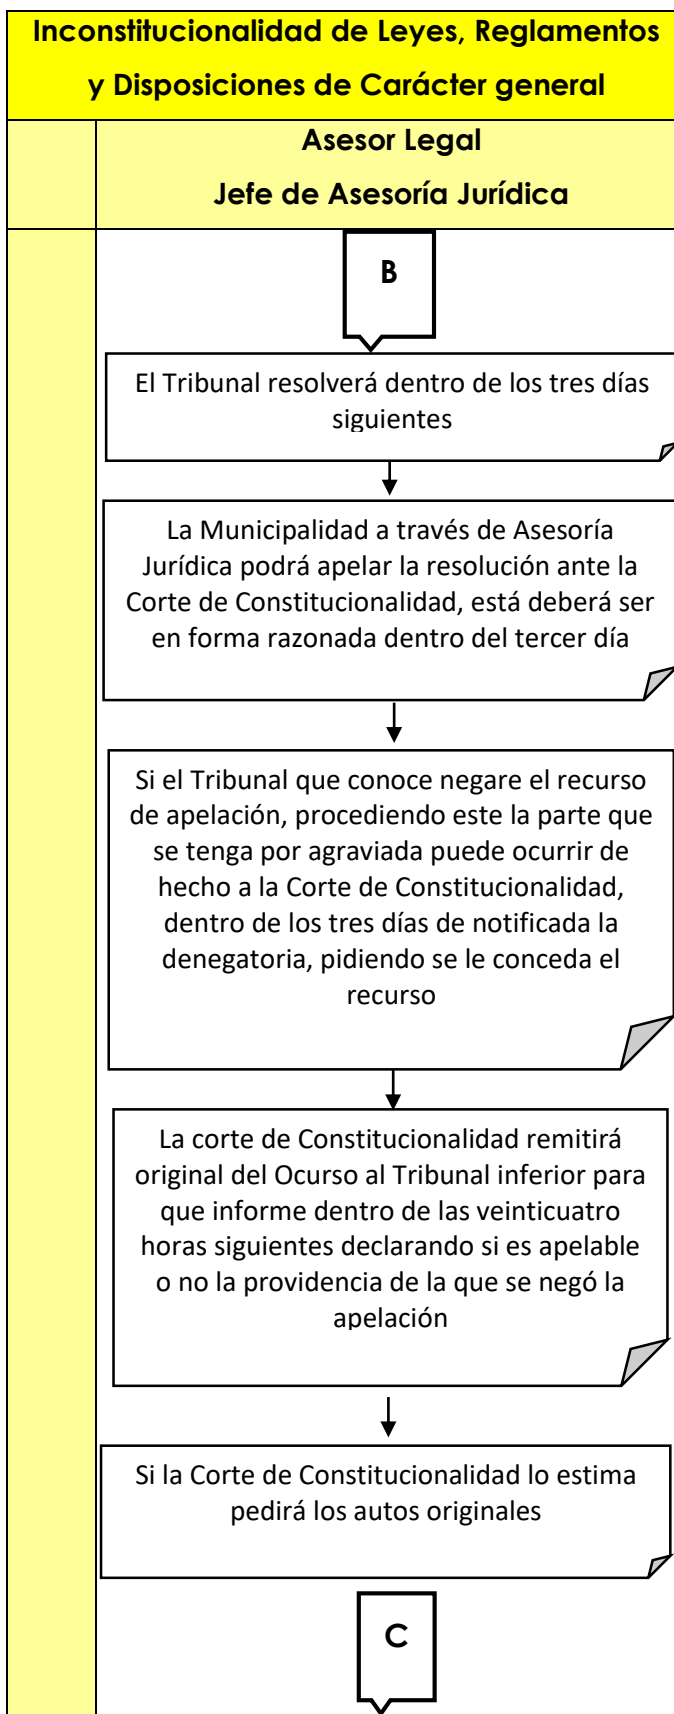 Inconstitucionalidad de Leyes, Reglamentos
y Disposiciones de Carácter general
Asesor Legal
Jefe de Asesoría Jurídica
B
El Tribunal resolverá dentro de los tres días
siguientes
La Municipalidad a través de Asesoría
Jurídica podrá apelar la resolución ante la
Corte de Constitucionalidad, está deberá ser
en forma razonada dentro del tercer día
Si el Tribunal que conoce negare el recurso
de apelación, procediendo este la parte que
se tenga por agraviada puede ocurrir de
hecho a la Corte de Constitucionalidad,
dentro de los tres días de notificada la
denegatoria, pidiendo se le conceda el
recurso
La corte de Constitucionalidad remitirá
original del Ocurso al Tribunal inferior para
que informe dentro de las veinticuatro
horas siguientes declarando si es apelable
o no la providencia de la que se negó la
apelación
Si la Corte de Constitucionalidad lo estima
pedirá los autos originales
C